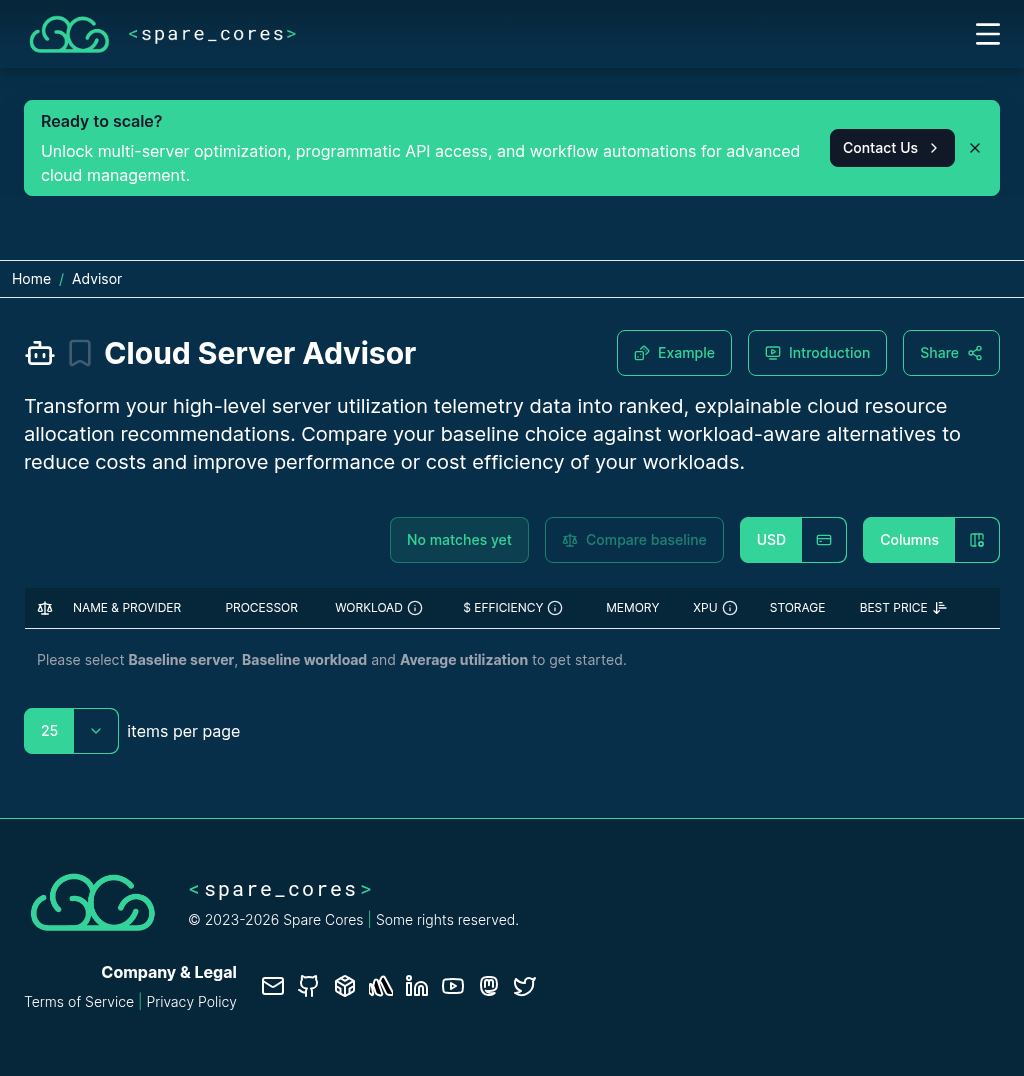 <spare_cores>
Ready to scale?
Unlock multi-server optimization, programmatic API access, and workflow automations for advanced
cloud management.
Contact Us
Home / Advisor
Cloud Server Advisor
Example
Introduction
Share
Transform your high-level server utilization telemetry data into ranked, explainable cloud resource
allocation recommendations. Compare your baseline choice against workload-aware alternatives to
reduce costs and improve performance or cost efficiency of your workloads.
No matches yet
Compare baseline
USD
Columns
NAME & PROVIDER PROCESSOR WORKLOAD $ EFFICIENCY MEMORY XPU STORAGE BEST PRICE
Please select Baseline server, Baseline workload and Average utilization to get started.
25 items per page
<spare_cores>
© 2023-2026 Spare Cores | Some rights reserved.
Company & Legal
Terms of Service | Privacy Policy